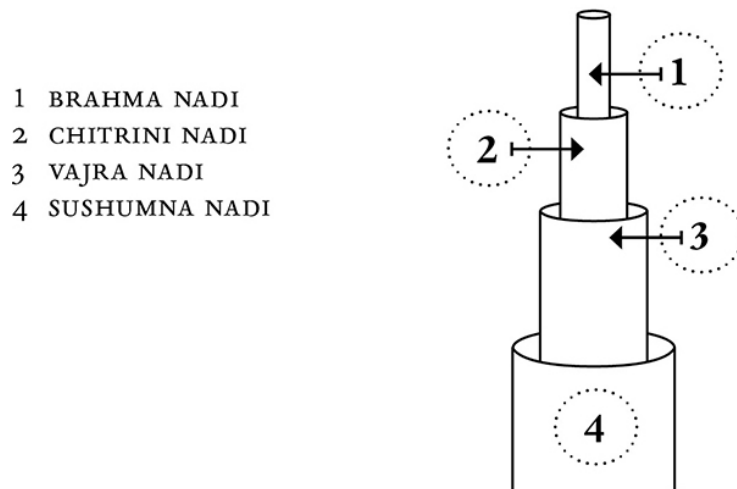 1 BRAHMA NADI
2 CHITRINI NADI
3 VAJRA NADI
4 SUSHUMNA NADI
1
2
3
4